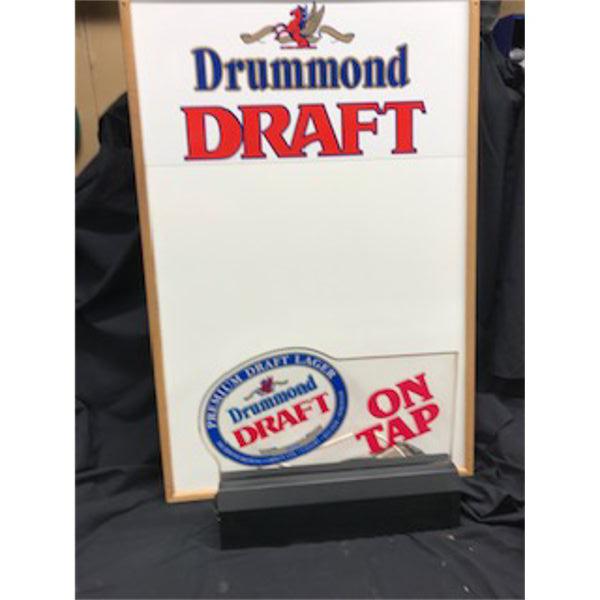 Drummond
DRAFT
PREMIUM DRAFT LAGER
Drummond
DRAFT
ON
TAP